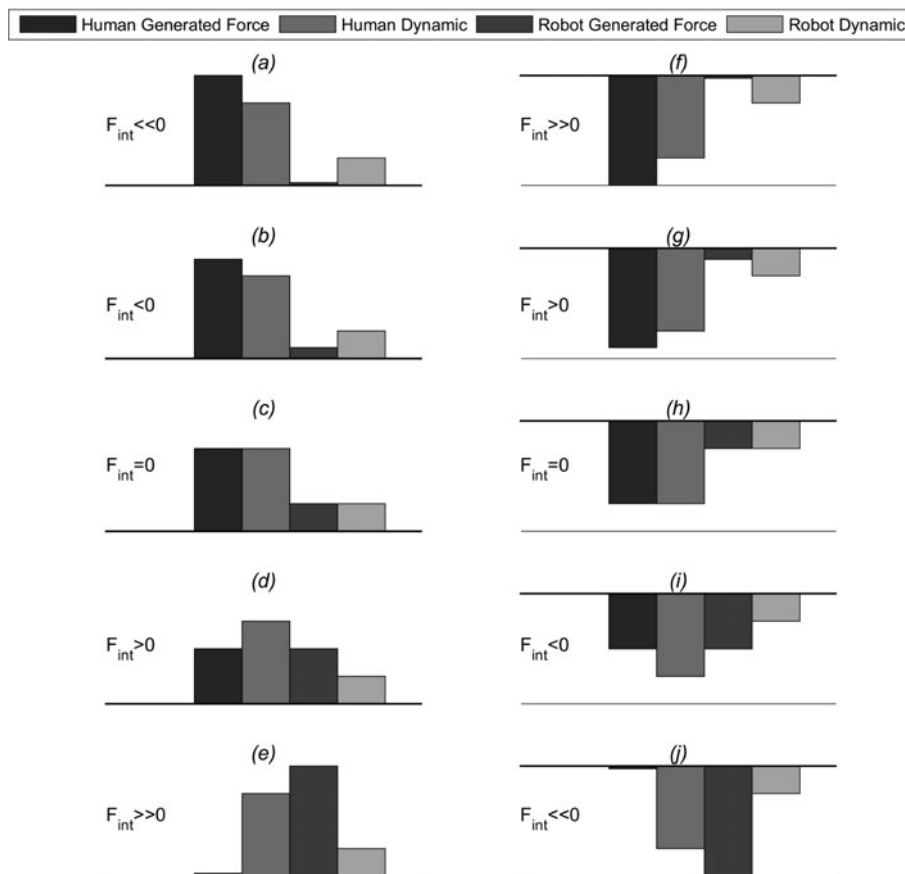 Human Generated Force Human Dynamic Robot Generated Force Robot Dynamic
(a)
F_int<<0
(b)
F_int<0
(c)
F_int=0
(d)
F_int>0
(e)
F_int>>0
(f)
F_int>>0
(g)
F_int>0
(h)
F_int=0
(i)
F_int<0
(j)
F_int<<0